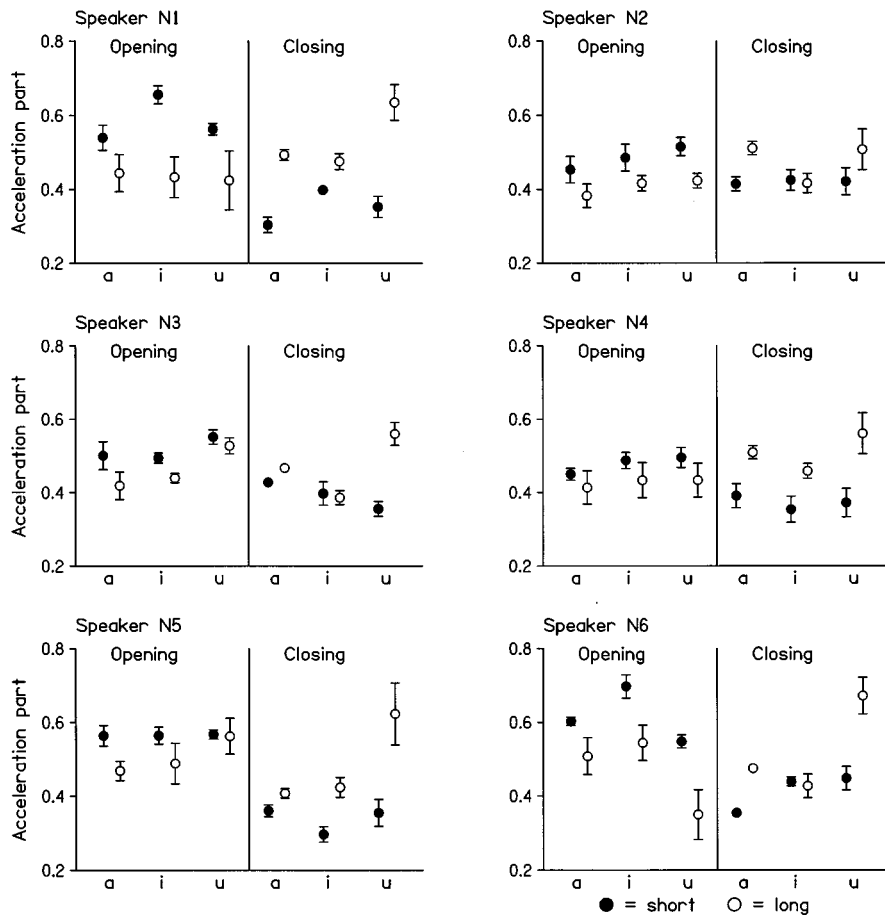 Speaker N1
Opening Closing
Acceleration part
0.8
0.6
0.4
0.2
a i u a i u
Speaker N2
Opening Closing
0.8
0.6
0.4
0.2
a i u a i u
Speaker N3
Opening Closing
Acceleration part
0.8
0.6
0.4
0.2
a i u a i u
Speaker N4
Opening Closing
0.8
0.6
0.4
0.2
a i u a i u
Speaker N5
Opening Closing
Acceleration part
0.8
0.6
0.4
0.2
a i u a i u
Speaker N6
Opening Closing
0.8
0.6
0.4
0.2
a i u a i u
= short = long